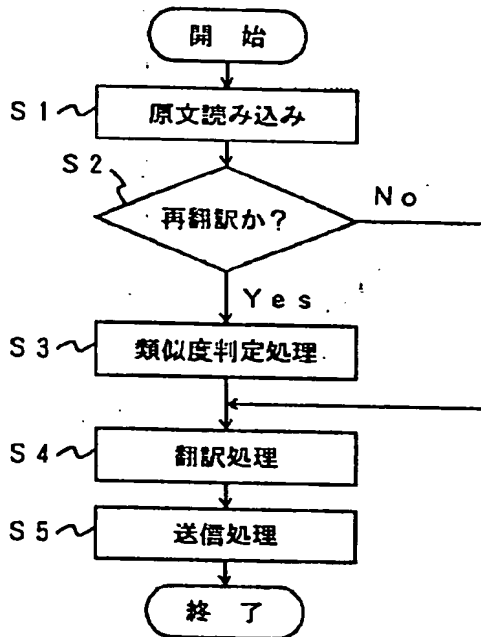 開 始
S1 原文読み込み
S2
再翻訳か?
No
Yes
S3 類似度判定処理
S4 翻訳処理
S5 送信処理
終 了